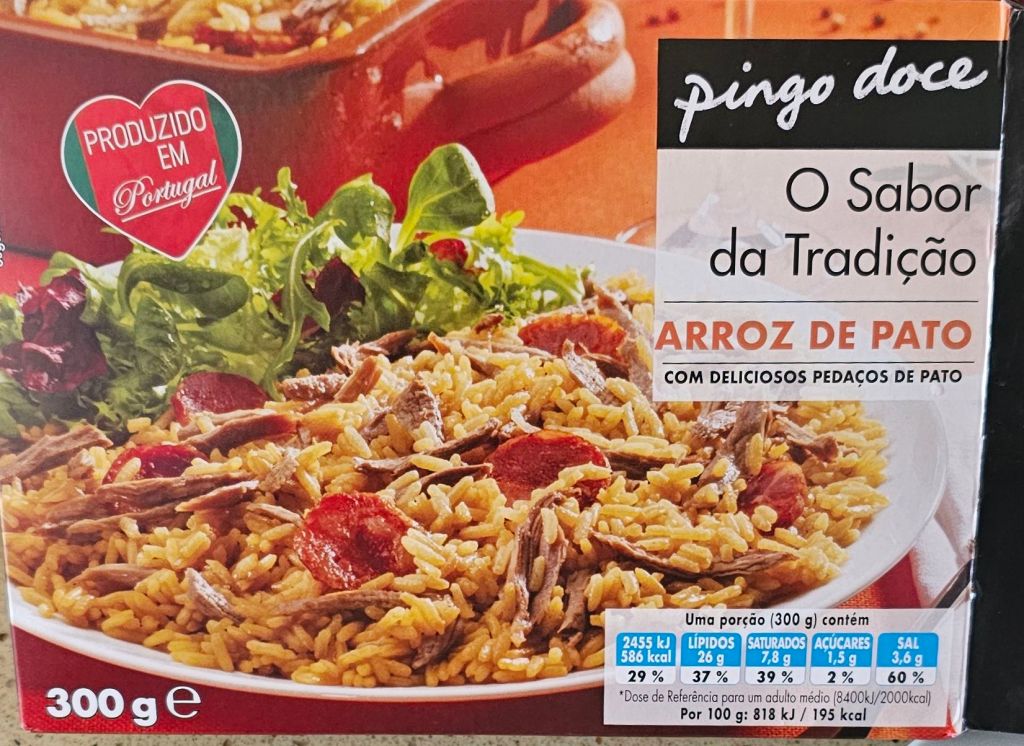 PRODUZIDO
EM
Portugal
pingo doce
O Sabor
da Tradição
ARROZ DE PATO
COM DELICIOSOS PEDAÇOS DE PATO
Uma porção (300 g) contém
2455 kJ LÍPIDOS SATURADOS AÇÚCARES SAL
586 kcal 26 g 7,8 g 1,5 g 3,6 g
29 % 37 % 39 % 2 % 60 %
*Dose de Referência para um adulto médio (8400kJ/2000kcal)
Por 100 g: 818 kJ / 195 kcal
300 g ℮